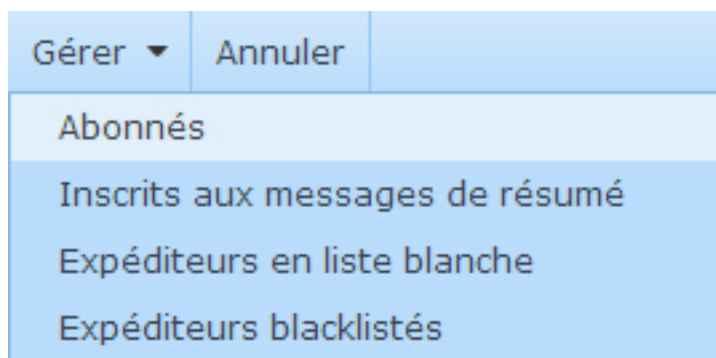 Gérer Annuler
Abonnés
Inscrits aux messages de résumé
Expéditeurs en liste blanche
Expéditeurs blacklistés